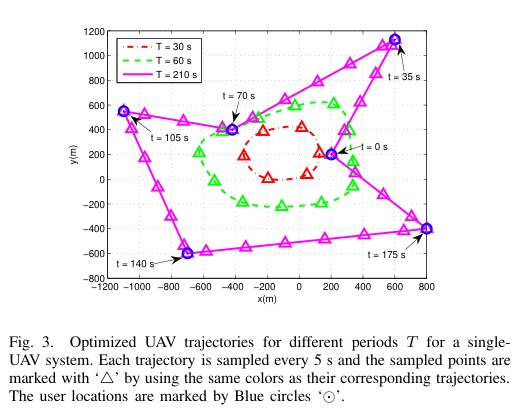 1200
1000
800
600
400
200
0
−200
−400
−600
−800
y(m)
−1200 −1000 −800 −600 −400 −200 0 200 400 600 800
x(m)
T = 30 s
T = 60 s
T = 210 s
t = 70 s
t = 35 s
t = 105 s
t = 0 s
t = 140 s
t = 175 s
Fig. 3. Optimized UAV trajectories for different periods T for a single-
UAV system. Each trajectory is sampled every 5 s and the sampled points are
marked with ‘△’ by using the same colors as their corresponding trajectories.
The user locations are marked by Blue circles ‘⊙’.